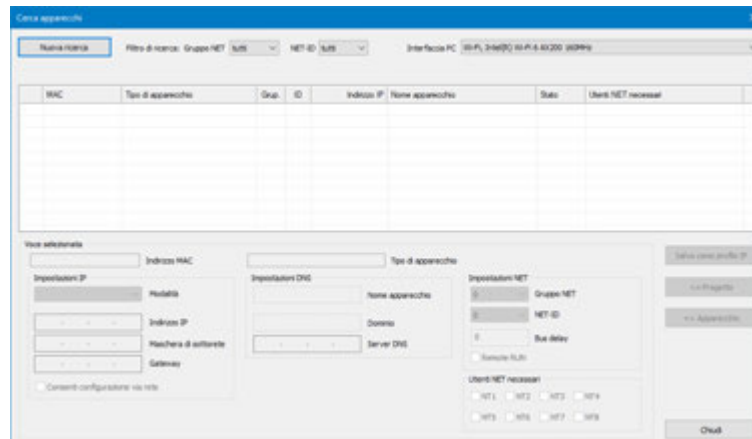 Cerca apparecchi
Nuova ricerca Filtro di ricerca: Gruppo NET tutti NET-ID tutti Interfaccia PC Wi-Fi, Intel(R) Wi-Fi 6 AX200 160MHz
MAC Tipo di apparecchio Grup. ID Indirizzo IP Nome apparecchio Stato Utenti NET necessari
Voce selezionata
Indirizzo MAC Tipo di apparecchio Salva come profilo IP
Impostazioni IP Impostazioni DNS Impostazioni NET
Modalità Nome apparecchio 0 Gruppo NET << Progetto
Indirizzo IP Dominio 0 NET-ID << Apparecchio
Maschera di sottorete Server DNS 0 Bus delay
Gateway Remote RUN
Consenti configurazione via rete Utenti NET necessari
NT1 NT2 NT3 NT4
NT5 NT6 NT7 NT8
Chiudi